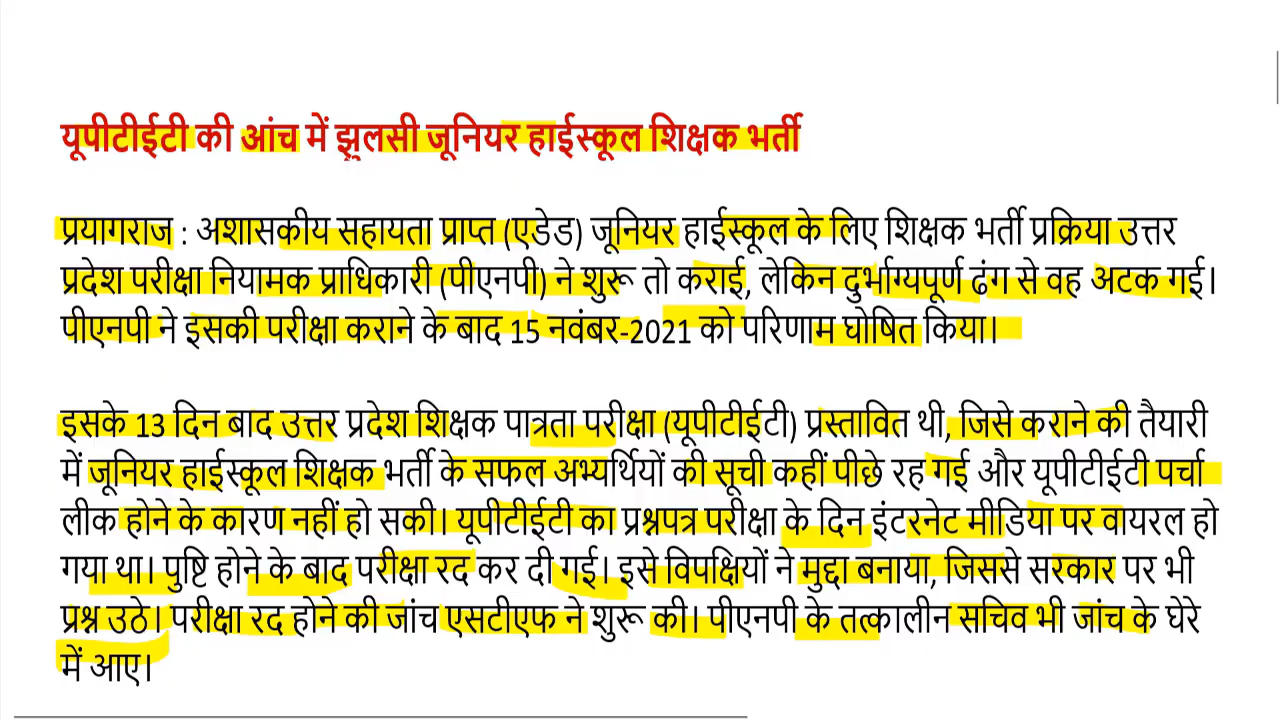 यूपीटीईटी की आंच में झुलसी जूनियर हाईस्कूल शिक्षक भर्ती
प्रयागराज : अशासकीय सहायता प्राप्त (एडेड) जूनियर हाईस्कूल के लिए शिक्षक भर्ती प्रक्रिया उत्तर
प्रदेश परीक्षा नियामक प्राधिकारी (पीएनपी) ने शुरू तो कराई, लेकिन दुर्भाग्यपूर्ण ढंग से वह अटक गई।
पीएनपी ने इसकी परीक्षा कराने के बाद 15 नवंबर-2021 को परिणाम घोषित किया।
इसके 13 दिन बाद उत्तर प्रदेश शिक्षक पात्रता परीक्षा (यूपीटीईटी) प्रस्तावित थी, जिसे कराने की तैयारी
में जूनियर हाईस्कूल शिक्षक भर्ती के सफल अभ्यर्थियों की सूची कहीं पीछे रह गई और यूपीटीईटी पर्चा
लीक होने के कारण नहीं हो सकी। यूपीटीईटी का प्रश्नपत्र परीक्षा के दिन इंटरनेट मीडिया पर वायरल हो
गया था। पुष्टि होने के बाद परीक्षा रद कर दी गई। इसे विपक्षियों ने मुद्दा बनाया, जिससे सरकार पर भी
प्रश्न उठे। परीक्षा रद होने की जांच एसटीएफ ने शुरू की। पीएनपी के तत्कालीन सचिव भी जांच के घेरे
में आए।